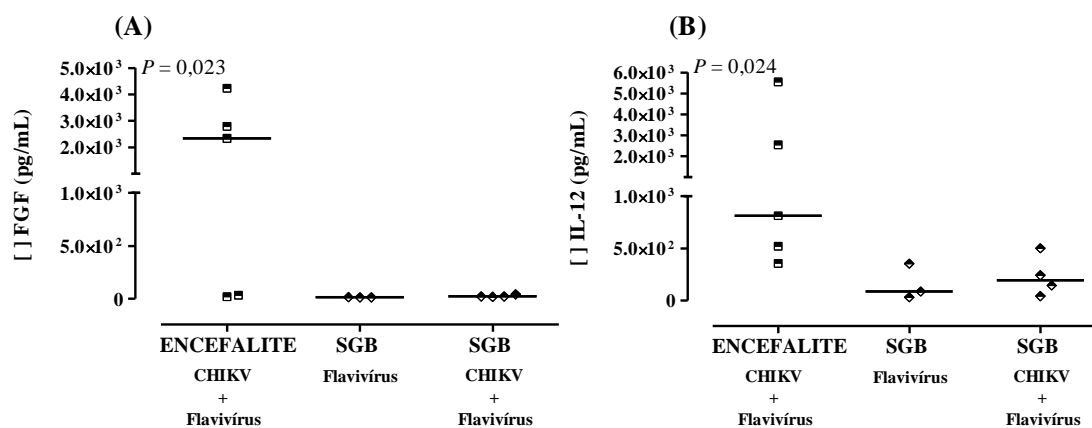 (A)
P = 0,023
5.0×10³
4.0×10³
3.0×10³
2.0×10³
1.0×10³
5.0×10²
0
[ ] FGF (pg/mL)
ENCEFALITE
CHIKV
+
Flavivírus
SGB
Flavivírus
SGB
CHIKV
+
Flavivírus
(B)
P = 0,024
6.0×10³
5.0×10³
4.0×10³
3.0×10³
2.0×10³
1.0×10³
5.0×10²
0
[ ] IL-12 (pg/mL)
ENCEFALITE
CHIKV
+
Flavivírus
SGB
Flavivírus
SGB
CHIKV
+
Flavivírus